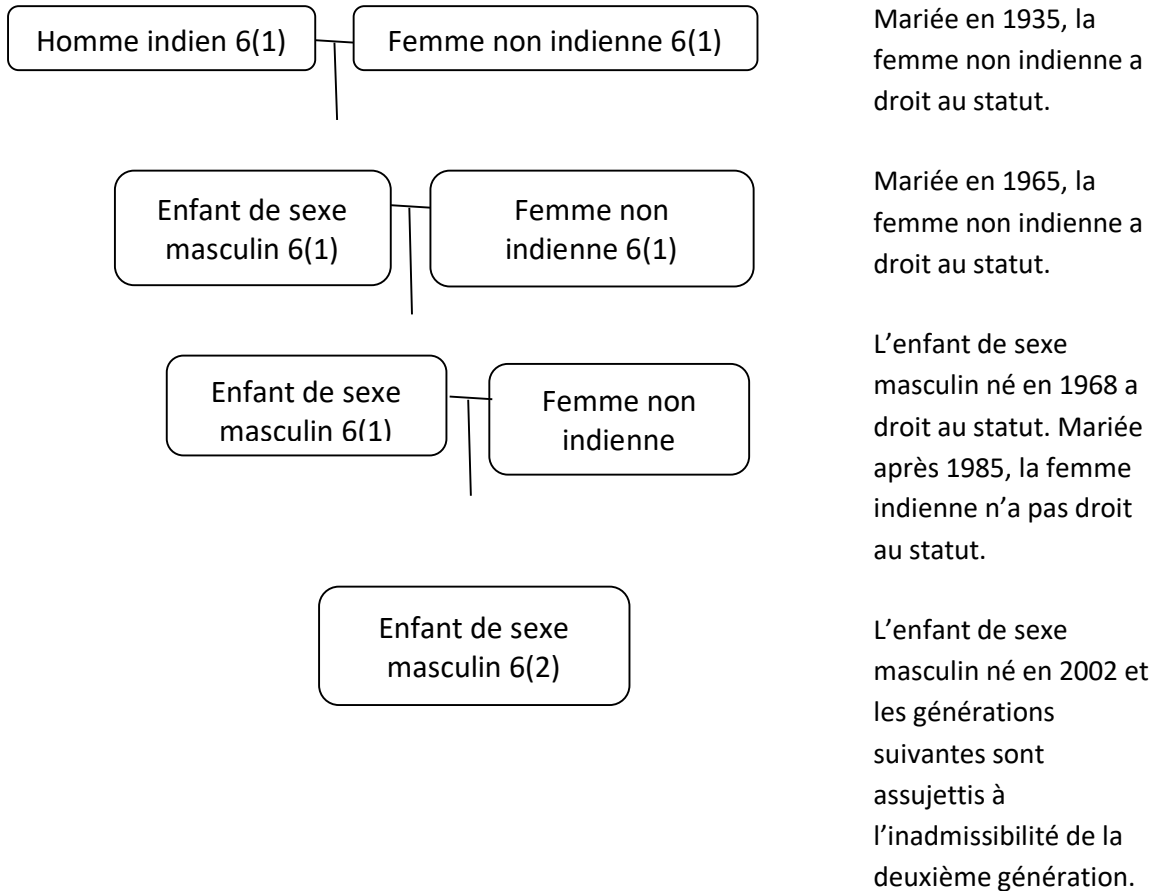 Homme indien 6(1)
Femme non indienne 6(1)
Mariée en 1935, la
femme non indienne a
droit au statut.
Enfant de sexe
masculin 6(1)
Femme non
indienne 6(1)
Mariée en 1965, la
femme non indienne a
droit au statut.
Enfant de sexe
masculin 6(1)
Femme non
indienne
L’enfant de sexe
masculin né en 1968 a
droit au statut. Mariée
après 1985, la femme
indienne n’a pas droit
au statut.
Enfant de sexe
masculin 6(2)
L’enfant de sexe
masculin né en 2002 et
les générations
suivantes sont
assujettis à
l’inadmissibilité de la
deuxième génération.